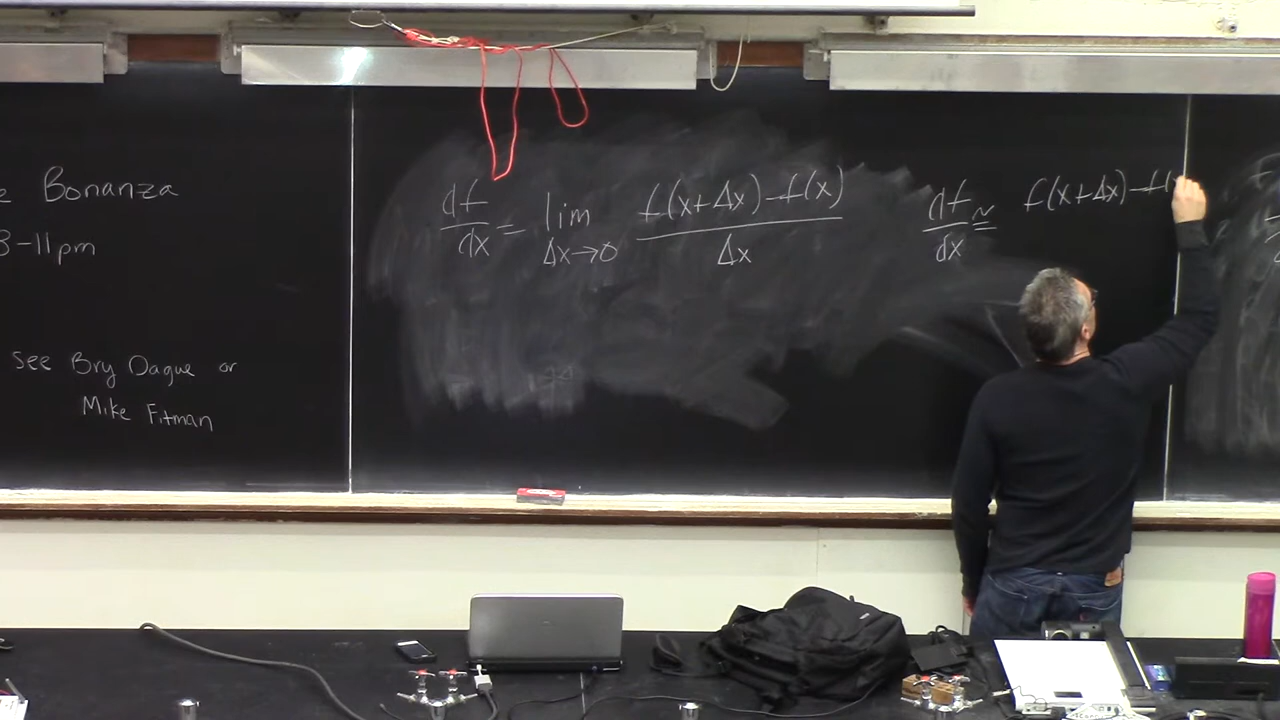 Bonanza
8-11pm
See Bry Dague or
Mike Fitman
df/dx = lim Δx→0 f(x+Δx)-f(x) / Δx
df/dx ≅ f(x+Δx)-f(